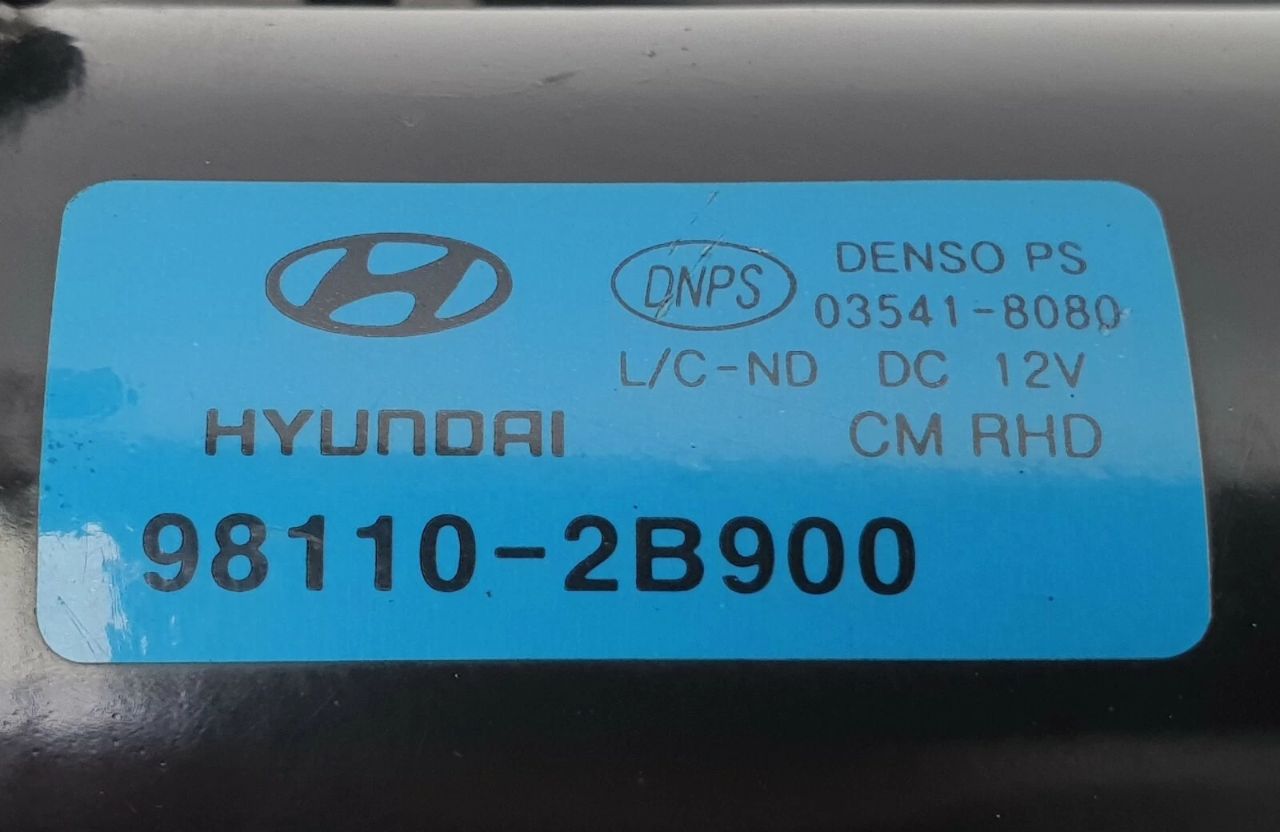 DNPS DENSO PS
03541-8080
L/C-ND DC 12V
HYUNDAI CM RHD
98110-2B900